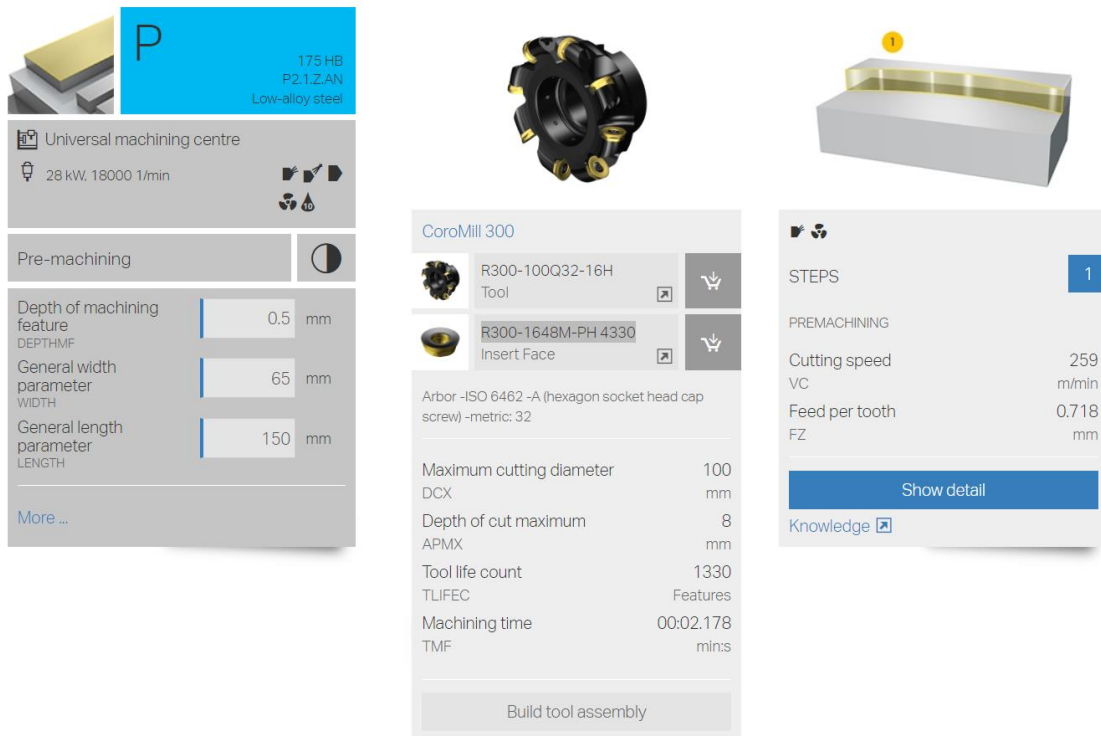 P
175 HB
P2.1.Z.AN
Low-alloy steel
Universal machining centre
28 kW, 18000 1/min
10
Pre-machining
Depth of machining
feature
DEPTHMF
0.5 mm
General width
parameter
WIDTH
65 mm
General length
parameter
LENGTH
150 mm
More ...
CoroMill 300
R300-100Q32-16H
Tool
R300-1648M-PH 4330
Insert Face
Arbor -ISO 6462 -A (hexagon socket head cap
screw) -metric: 32
Maximum cutting diameter 100
DCX mm
Depth of cut maximum 8
APMX mm
Tool life count 1330
TLIFEC Features
Machining time 00:02.178
TMF min:s
Build tool assembly
1
STEPS 1
PREMACHINING
Cutting speed 259
VC m/min
Feed per tooth 0.718
FZ mm
Show detail
Knowledge